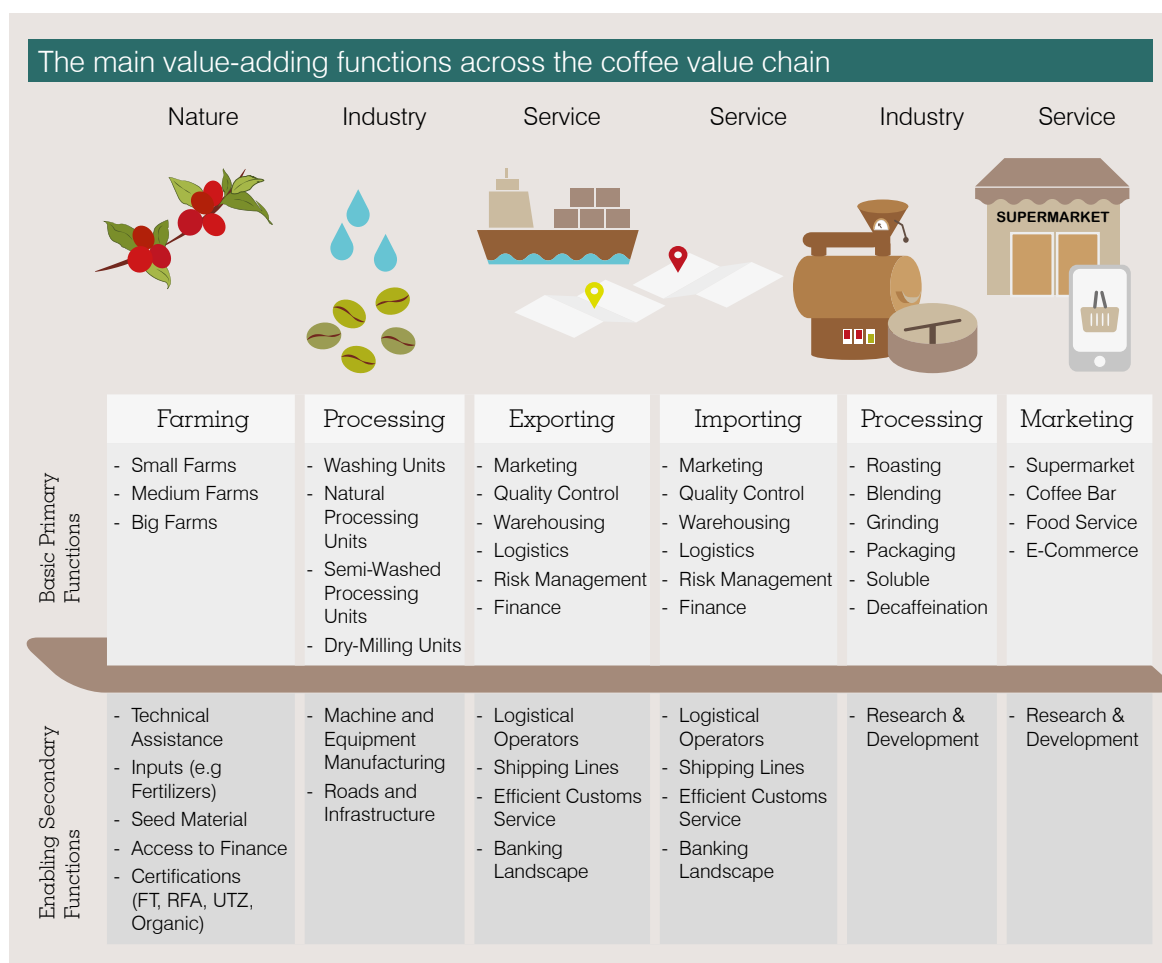 The main value-adding functions across the coffee value chain
Nature
Industry
Service
Service
Industry
Service
SUPERMARKET
Basic Primary
Functions
Farming
- Small Farms
- Medium Farms
- Big Farms
Processing
- Washing Units
- Natural
Processing
Units
- Semi-Washed
Processing
Units
- Dry-Milling Units
Exporting
- Marketing
- Quality Control
- Warehousing
- Logistics
- Risk Management
- Finance
Importing
- Marketing
- Quality Control
- Warehousing
- Logistics
- Risk Management
- Finance
Processing
- Roasting
- Blending
- Grinding
- Packaging
- Soluble
- Decaffeination
Marketing
- Supermarket
- Coffee Bar
- Food Service
- E-Commerce
Enabling Secondary
Functions
- Technical
Assistance
- Inputs (e.g
Fertilizers)
- Seed Material
- Access to Finance
- Certifications
(FT, RFA, UTZ,
Organic)
- Machine and
Equipment
Manufacturing
- Roads and
Infrastructure
- Logistical
Operators
- Shipping Lines
- Efficient Customs
Service
- Banking
Landscape
- Logistical
Operators
- Shipping Lines
- Efficient Customs
Service
- Banking
Landscape
- Research &
Development
- Research &
Development